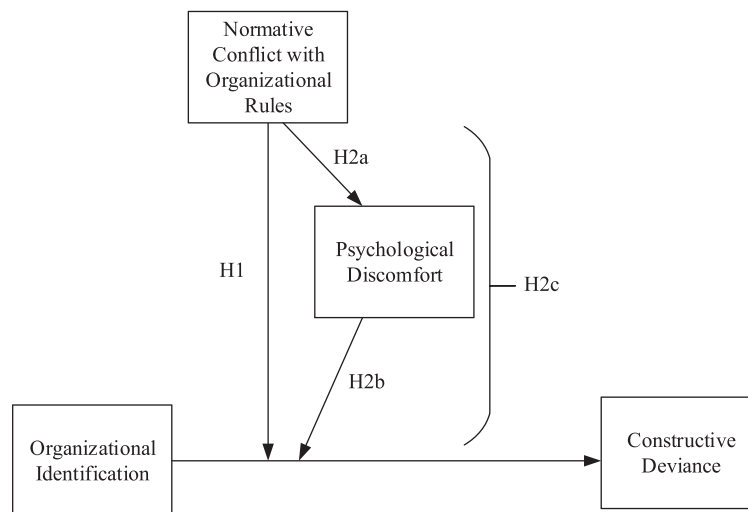 Normative
Conflict with
Organizational
Rules
H2a
Psychological
Discomfort
H1
H2c
H2b
Organizational
Identification
Constructive
Deviance